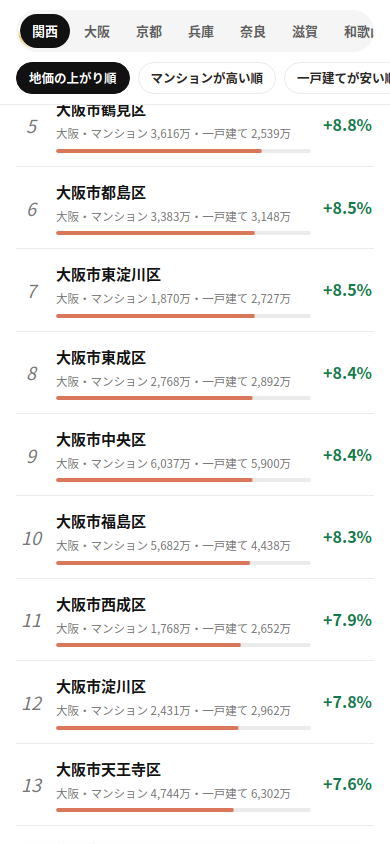 関西 大阪 京都 兵庫 奈良 滋賀 和歌
地価の上がり順 マンションが高い順 一戸建てが安い順
5 大阪市鶴見区 +8.8%
大阪・マンション 3,616万・一戸建て 2,539万
6 大阪市都島区 +8.5%
大阪・マンション 3,383万・一戸建て 3,148万
7 大阪市東淀川区 +8.5%
大阪・マンション 1,870万・一戸建て 2,727万
8 大阪市東成区 +8.4%
大阪・マンション 2,768万・一戸建て 2,892万
9 大阪市中央区 +8.4%
大阪・マンション 6,037万・一戸建て 5,900万
10 大阪市福島区 +8.3%
大阪・マンション 5,682万・一戸建て 4,438万
11 大阪市西成区 +7.9%
大阪・マンション 1,768万・一戸建て 2,652万
12 大阪市淀川区 +7.8%
大阪・マンション 2,431万・一戸建て 2,962万
13 大阪市天王寺区 +7.6%
大阪・マンション 4,744万・一戸建て 6,302万